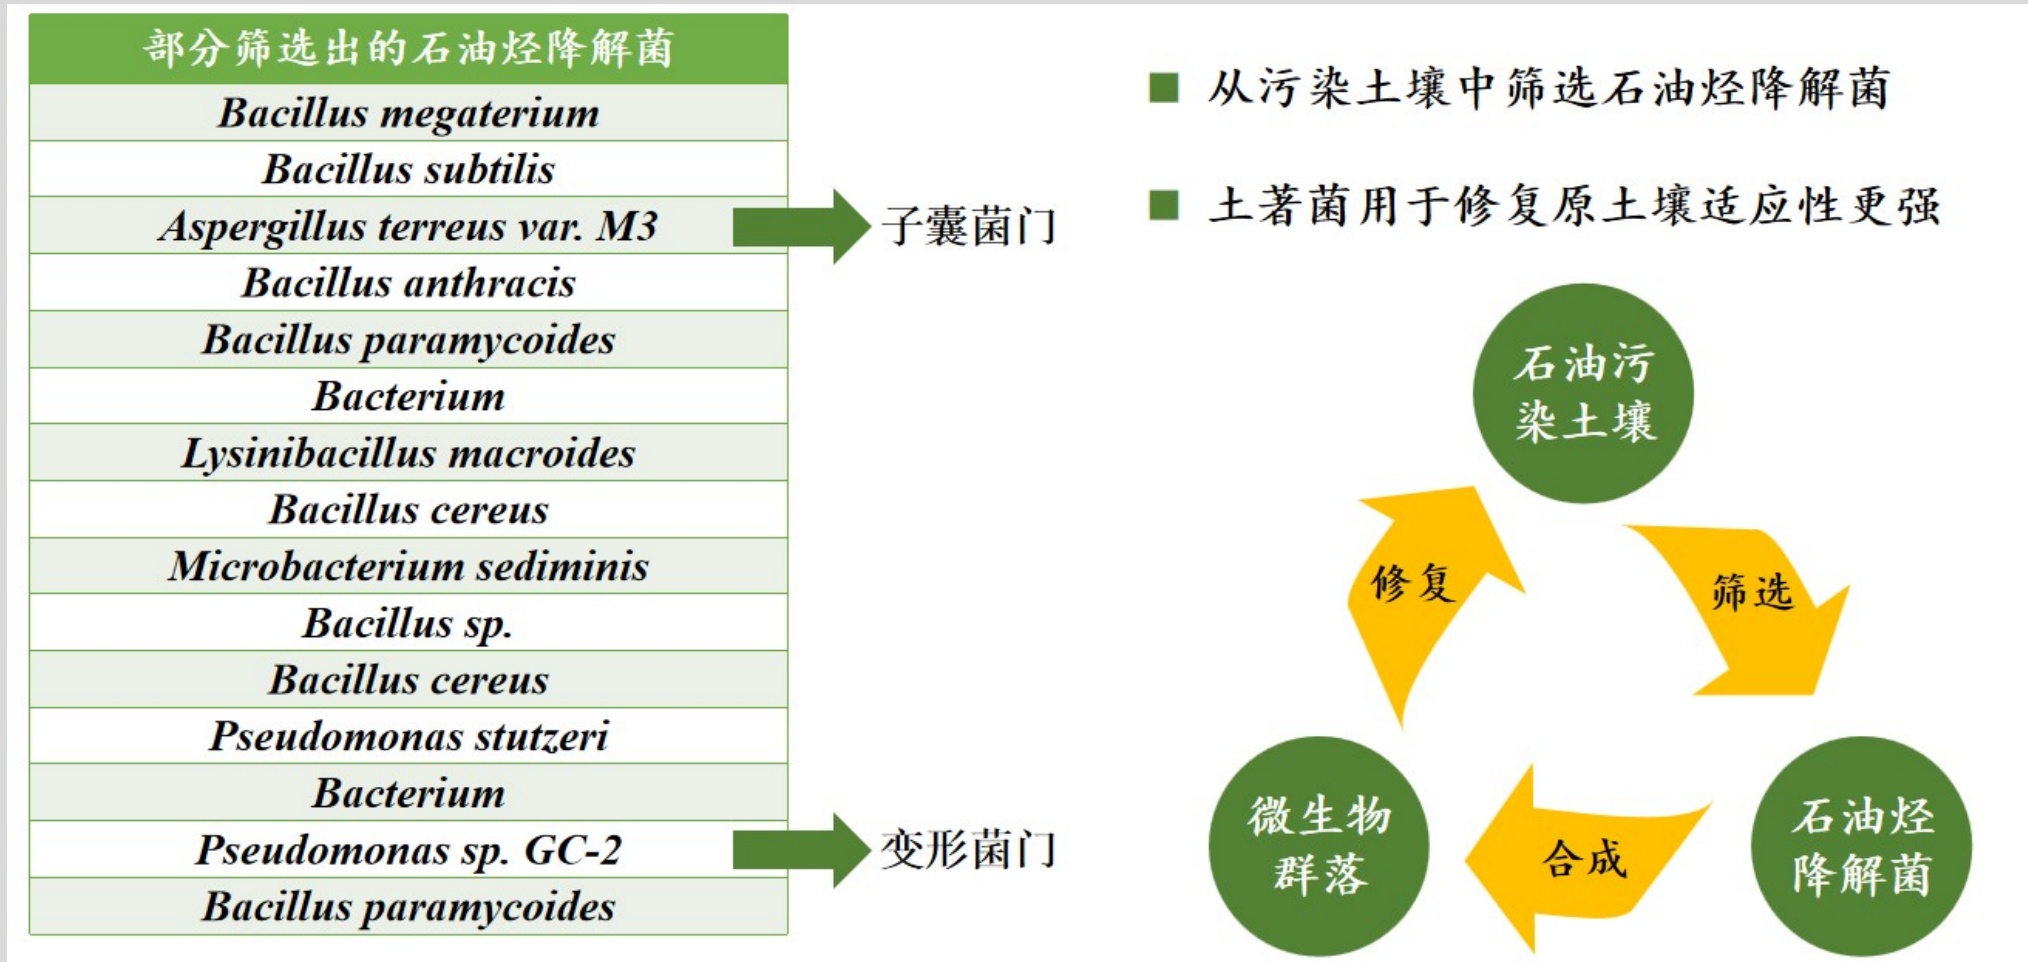 部分筛选出的石油烃降解菌
Bacillus megaterium
Bacillus subtilis
Aspergillus terreus var. M3
子囊菌门
Bacillus anthracis
Bacillus paramycoides
Bacterium
Lysinibacillus macroides
Bacillus cereus
Microbacterium sediminis
Bacillus sp.
Bacillus cereus
Pseudomonas stutzeri
Bacterium
Pseudomonas sp. GC-2
变形菌门
Bacillus paramycoides
从污染土壤中筛选石油烃降解菌
土著菌用于修复原土壤适应性更强
石油污
染土壤
修复
筛选
微生物
群落
合成
石油烃
降解菌